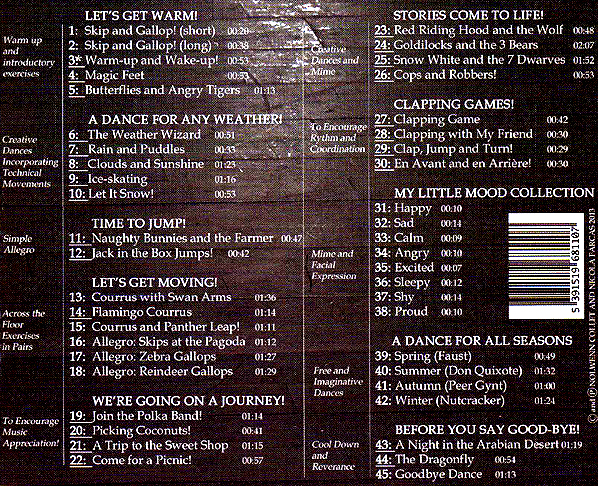 Warm up
and
introductory
exercises
LET'S GET WARM!
1: Skip and Gallop! (short) 00:20
2: Skip and Gallop! (long) 00:38
3* Warm-up and Wake-up! 00:53
4: Magic Feet 00:53
5: Butterflies and Angry Tigers 01:13
Creative
Dances
Incorporating
Technical
Movements
A DANCE FOR ANY WEATHER!
6: The Weather Wizard 00:51
7: Rain and Puddles 00:33
8: Clouds and Sunshine 01:23
9: Ice-skating 01:16
10: Let It Snow! 00:53
Simple
Allegro
TIME TO JUMP!
11: Naughty Bunnies and the Farmer 00:47
12: Jack in the Box Jumps! 00:42
Across the
Floor
Exercises
in Pairs
LET'S GET MOVING!
13: Courrus with Swan Arms 01:36
14: Flamingo Courrus 01:14
15: Courrus and Panther Leap! 01:11
16: Allegro: Skips at the Pagoda 01:12
17: Allegro: Zebra Gallops 01:27
18: Allegro: Reindeer Gallops 01:29
To Encourage
Music
Appreciation!
WE'RE GOING ON A JOURNEY!
19: Join the Polka Band! 01:14
20: Picking Coconuts! 00:41
21: A Trip to the Sweet Shop 01:15
22: Come for a Picnic! 00:57
Creative
Dances and
Mime
STORIES COME TO LIFE!
23: Red Riding Hood and the Wolf 00:48
24: Goldilocks and the 3 Bears 02:07
25: Snow White and the 7 Dwarves 01:52
26: Cops and Robbers! 00:53
To Encourage
Rythm and
Coordination
CLAPPING GAMES!
27: Clapping Game 00:42
28: Clapping with My Friend 00:30
29: Clap, Jump and Turn! 00:29
30: En Avant and en Arrière! 00:30
Mime and
Facial
Expression
MY LITTLE MOOD COLLECTION
31: Happy 00:10
32: Sad 00:14
33: Calm 00:09
34: Angry 00:10
35: Excited 00:07
36: Sleepy 00:12
37: Shy 00:14
38: Proud 00:10
5 391519 681107
Free and
Imaginative
Dances
A DANCE FOR ALL SEASONS
39: Spring (Faust) 00:49
40: Summer (Don Quixote) 01:32
41: Autumn (Peer Gynt) 01:00
42: Winter (Nutcracker) 01:24
Cool Down
and
Reverance
BEFORE YOU SAY GOOD-BYE!
43: A Night in the Arabian Desert 01:19
44: The Dragonfly 00:54
45: Goodbye Dance 01:13
© and ℗ NOLWENN COLLET AND NICOLA FARCAS 2013